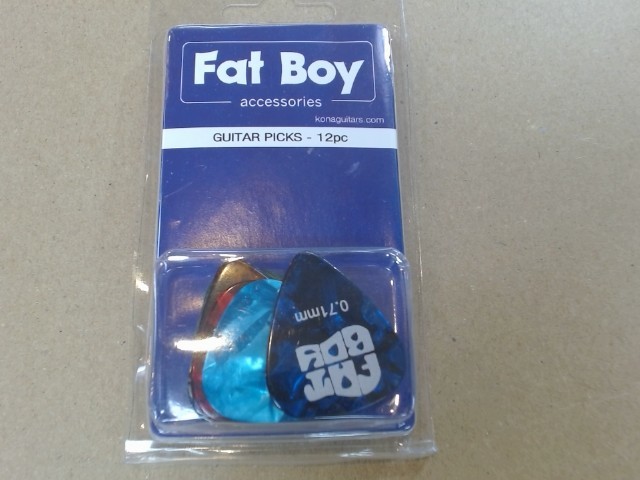 Fat Boy
accessories
konaguitars.com
GUITAR PICKS - 12pc
0.71mm
FAT
BOY